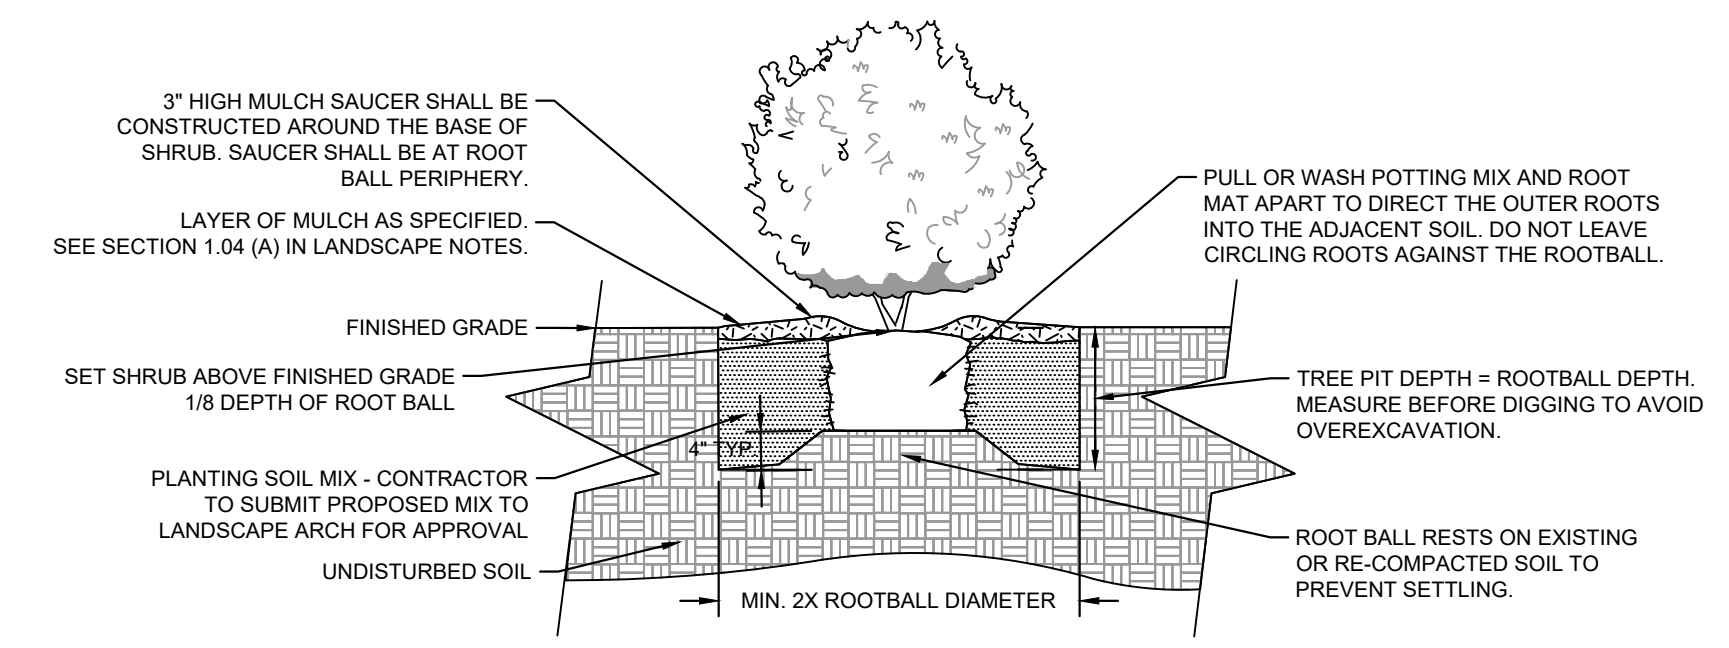 3" HIGH MULCH SAUCER SHALL BE
CONSTRUCTED AROUND THE BASE OF
SHRUB. SAUCER SHALL BE AT ROOT
BALL PERIPHERY.
LAYER OF MULCH AS SPECIFIED.
SEE SECTION 1.04 (A) IN LANDSCAPE NOTES.
FINISHED GRADE
SET SHRUB ABOVE FINISHED GRADE
1/8 DEPTH OF ROOT BALL
PLANTING SOIL MIX - CONTRACTOR
TO SUBMIT PROPOSED MIX TO
LANDSCAPE ARCH FOR APPROVAL
UNDISTURBED SOIL
4" TYP.
MIN. 2X ROOTBALL DIAMETER
PULL OR WASH POTTING MIX AND ROOT
MAT APART TO DIRECT THE OUTER ROOTS
INTO THE ADJACENT SOIL. DO NOT LEAVE
CIRCLING ROOTS AGAINST THE ROOTBALL.
TREE PIT DEPTH = ROOTBALL DEPTH.
MEASURE BEFORE DIGGING TO AVOID
OVEREXCAVATION.
ROOT BALL RESTS ON EXISTING
OR RE-COMPACTED SOIL TO
PREVENT SETTLING.